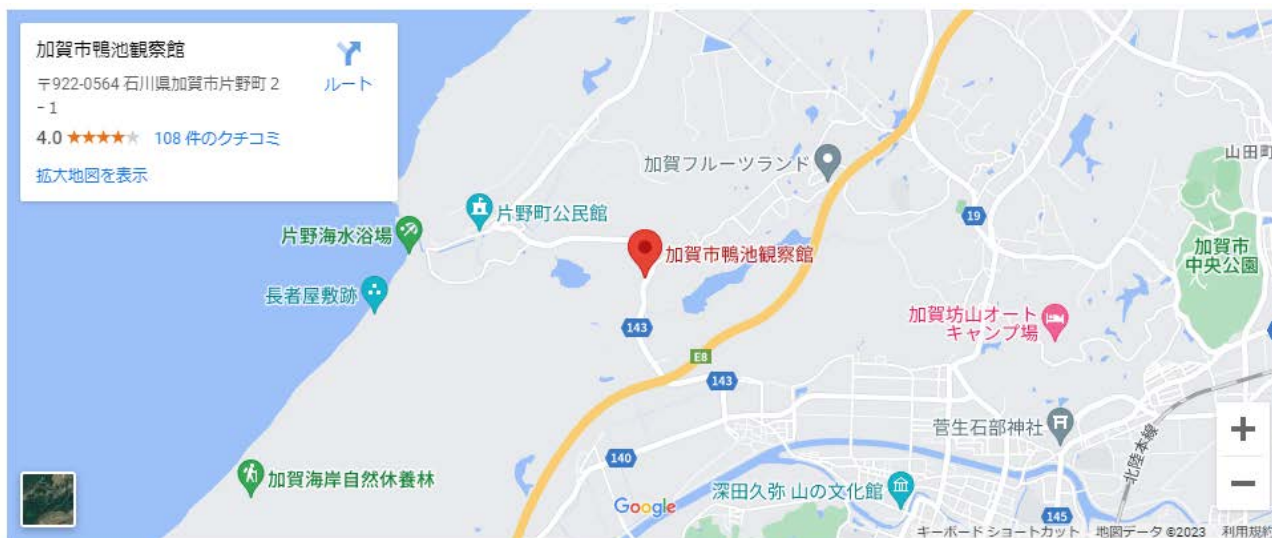 加賀市鴨池観察館
ルート
〒922-0564 石川県加賀市片野町２
－１
4.0
108 件のクチコミ
拡大地図を表示
加賀フルーツランド
山田町
片野町公民館
19
片野海水浴場
加賀市鴨池観察館
加賀市
中央公園
長者屋敷跡
143
加賀坊山オート
キャンプ場
E8
143
菅生石部神社
北陸本線
140
加賀海岸自然休養林
深田久弥 山の文化館
Google
145
キーボード ショートカット
地図データ ©2023
利用規約